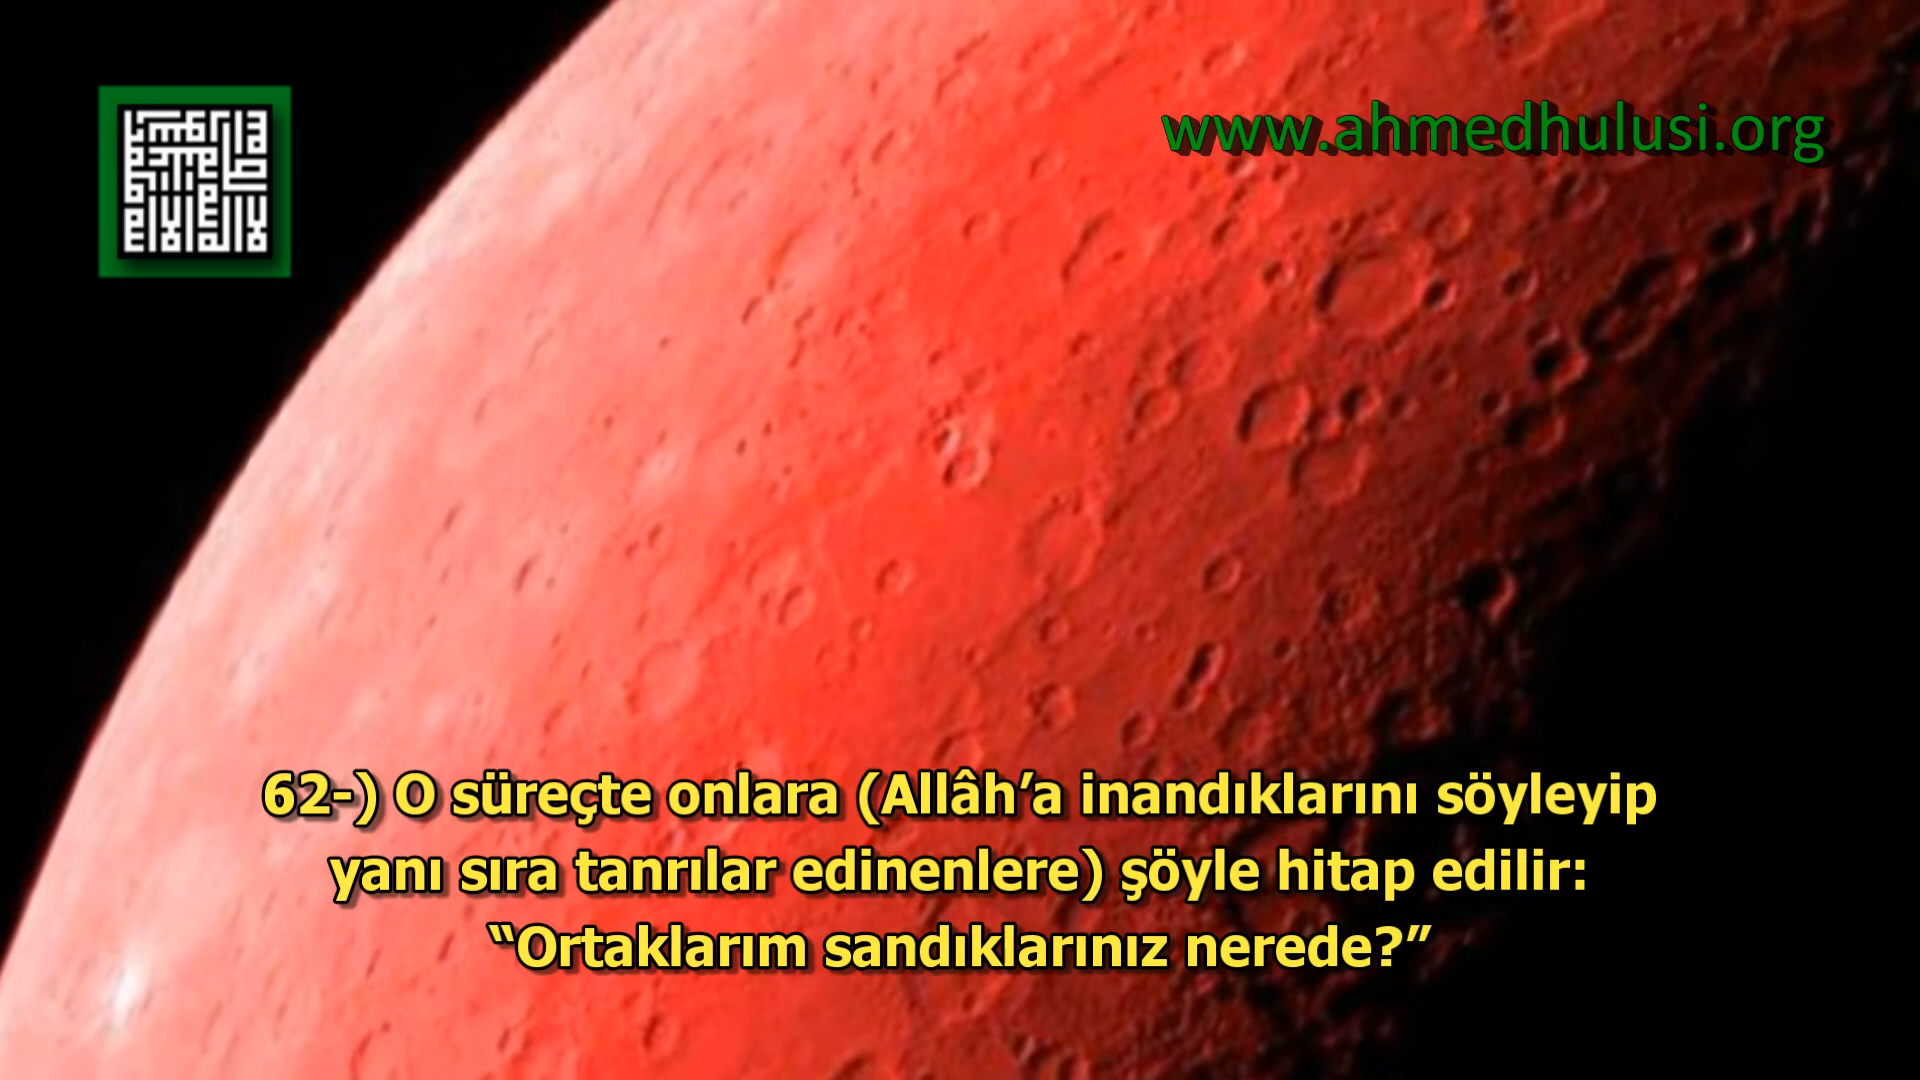 www.ahmedhulusi.org
62-) O süreçte onlara (Allâh’a inandıklarını söyleyip
yanı sıra tanrılar edinenlere) şöyle hitap edilir:
“Ortaklarım sandıklarınız nerede?”